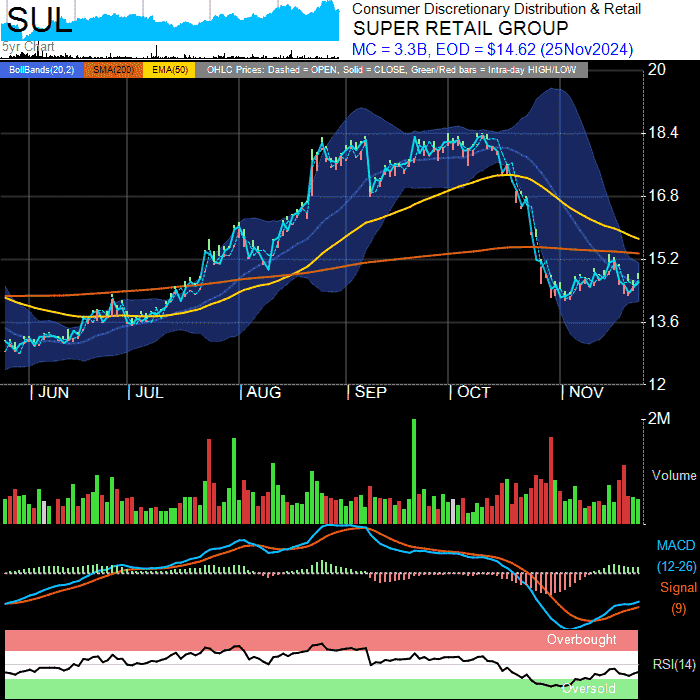 SUL
5yr Chart
Consumer Discretionary Distribution & Retail
SUPER RETAIL GROUP
MC = 3.3B, EOD = $14.62 (25Nov2024)
BollBands(20,2) SMA(200) EMA(50) OHLC Prices: Dashed = OPEN, Solid = CLOSE, Green/Red bars = Intra-day HIGH/LOW
20
18.4
16.8
15.2
13.6
12
JUN JUL AUG SEP OCT NOV
2M
Volume
MACD
(12-26)
Signal
(9)
Overbought
RSI(14)
Oversold